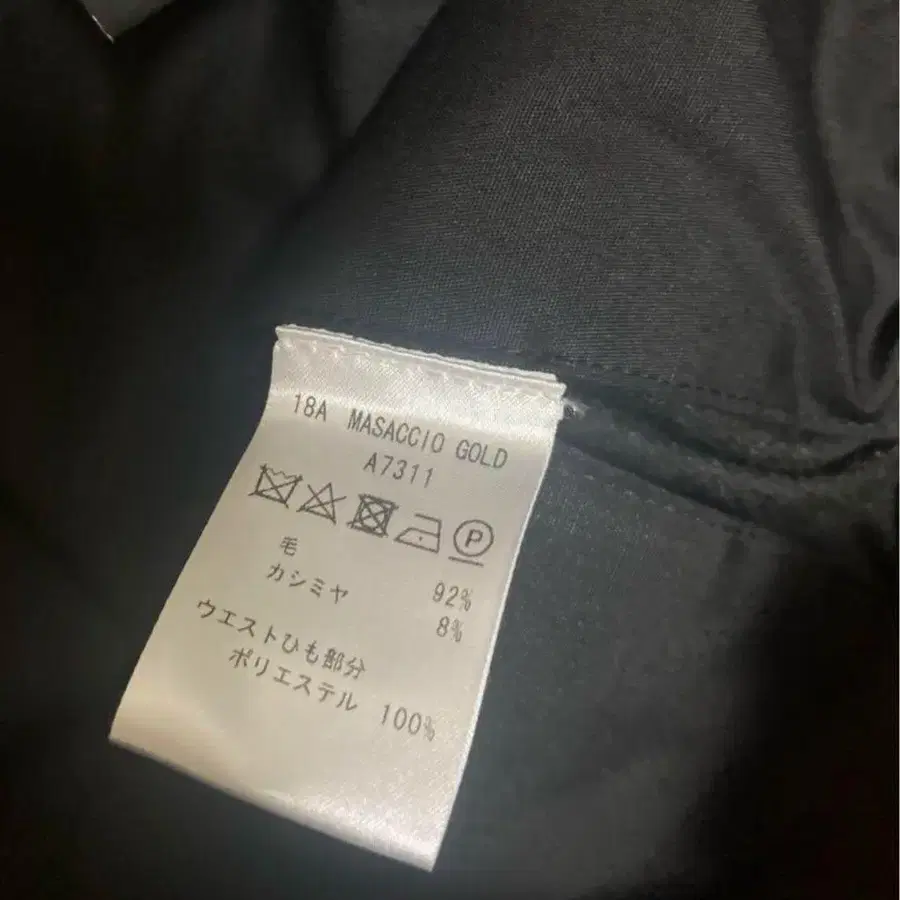 18A MASACCIO GOLD
A7311
P
毛 92%
カシミヤ 8%
ウエストひも部分
ポリエステル 100%